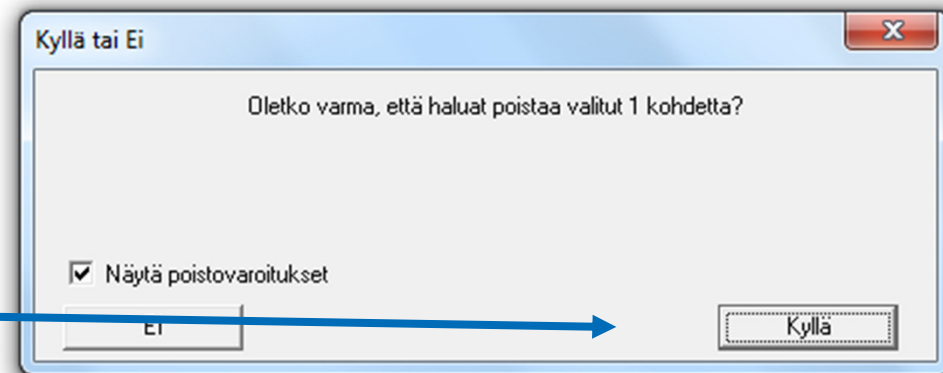 Kyllä tai Ei
Oletko varma, että haluat poistaa valitut 1 kohdetta?
Näytä poistovaroitukset
Ei
Kyllä